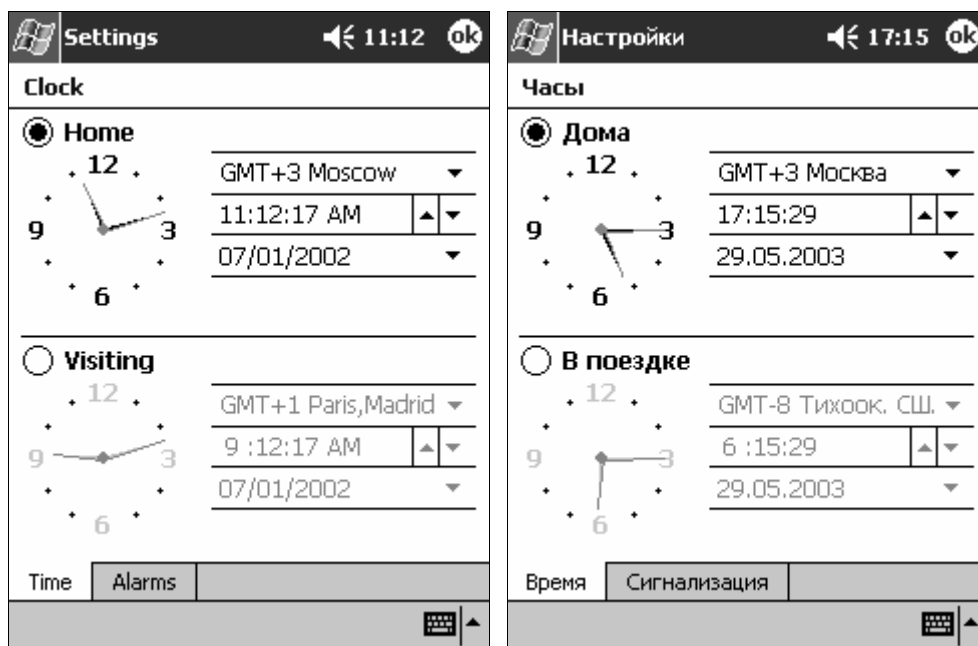 Settings 11:12 ok
Clock
Home
12
3
6
9
GMT+3 Moscow
11:12:17 AM
07/01/2002
Visiting
12
3
6
9
GMT+1 Paris,Madrid
9 :12:17 AM
07/01/2002
Time Alarms
Настройки 17:15 ok
Часы
Дома
12
3
6
9
GMT+3 Москва
17:15:29
29.05.2003
В поездке
12
3
6
9
GMT-8 Тихоок. СШ.
6 :15:29
29.05.2003
Время Сигнализация